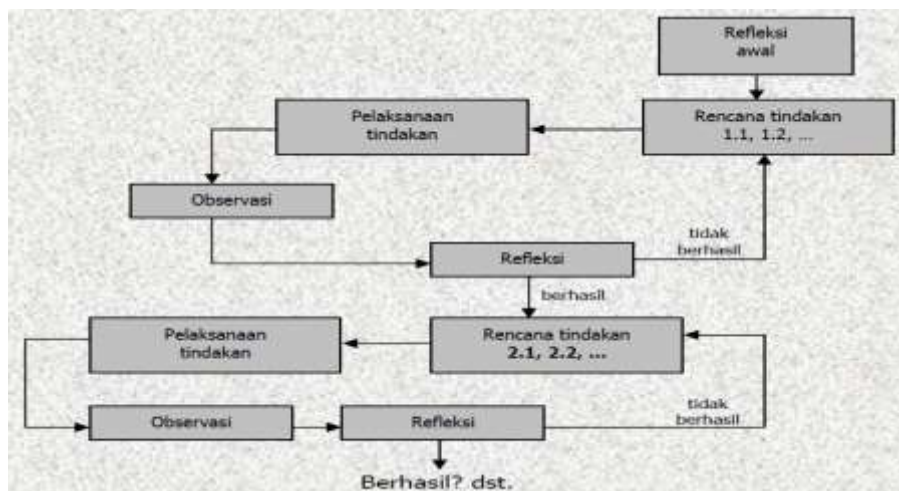 Refleksi
awal
Rencana tindakan
1.1, 1.2, ...
Pelaksanaan
tindakan
Observasi
Refleksi
tidak
berhasil
berhasil
Rencana tindakan
2.1, 2.2, ...
Pelaksanaan
tindakan
Observasi
Refleksi
tidak
berhasil
Berhasil? dst.